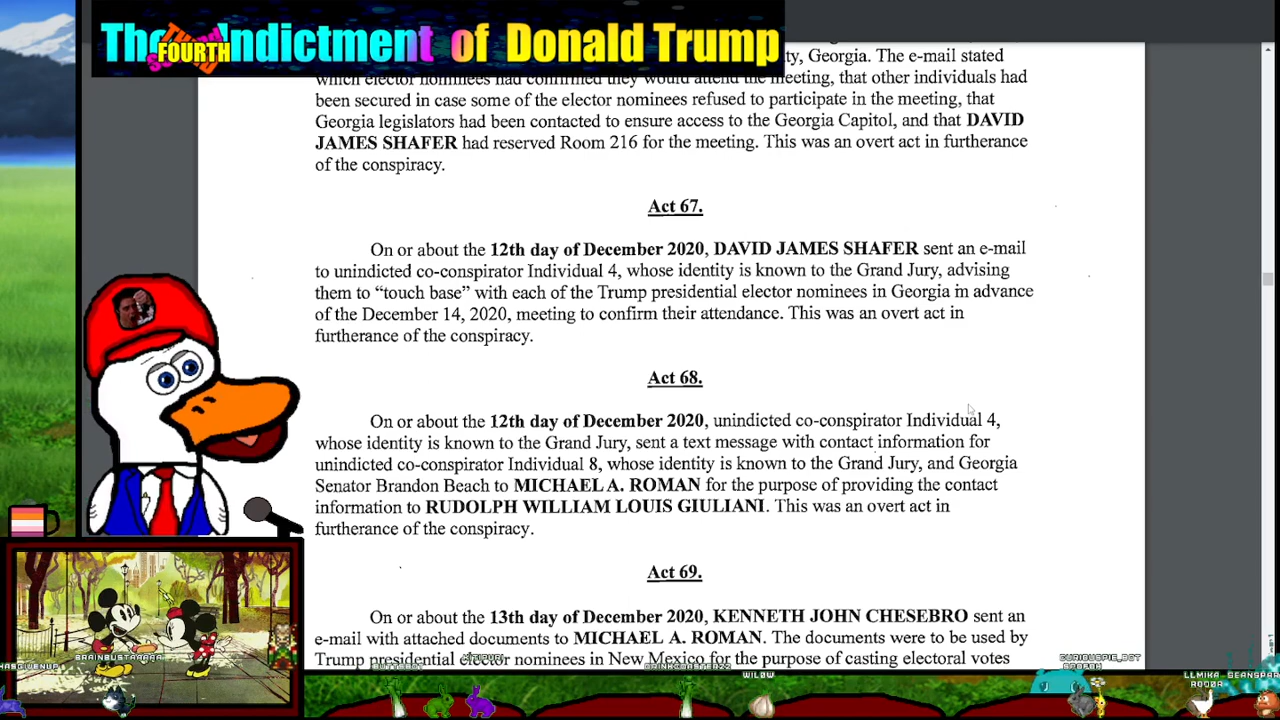 The Indictment of Donald Trump
FOURTH
ty, Georgia. The e-mail stated
which elector nominees had confirmed they would attend the meeting, that other individuals had
been secured in case some of the elector nominees refused to participate in the meeting, that
Georgia legislators had been contacted to ensure access to the Georgia Capitol, and that DAVID
JAMES SHAFER had reserved Room 216 for the meeting. This was an overt act in furtherance
of the conspiracy.
Act 67.
On or about the 12th day of December 2020, DAVID JAMES SHAFER sent an e-mail
to unindicted co-conspirator Individual 4, whose identity is known to the Grand Jury, advising
them to “touch base” with each of the Trump presidential elector nominees in Georgia in advance
of the December 14, 2020, meeting to confirm their attendance. This was an overt act in
furtherance of the conspiracy.
Act 68.
On or about the 12th day of December 2020, unindicted co-conspirator Individual 4,
whose identity is known to the Grand Jury, sent a text message with contact information for
unindicted co-conspirator Individual 8, whose identity is known to the Grand Jury, and Georgia
Senator Brandon Beach to MICHAEL A. ROMAN for the purpose of providing the contact
information to RUDOLPH WILLIAM LOUIS GIULIANI. This was an overt act in
furtherance of the conspiracy.
Act 69.
On or about the 13th day of December 2020, KENNETH JOHN CHESEBRO sent an
e-mail with attached documents to MICHAEL A. ROMAN. The documents were to be used by
Trump presidential elector nominees in New Mexico for the purpose of casting electoral votes
HASGIVENUP
BRAINBUSTAAAAA
WILOW
CURIOUSPIE_BOT
LLMIKA